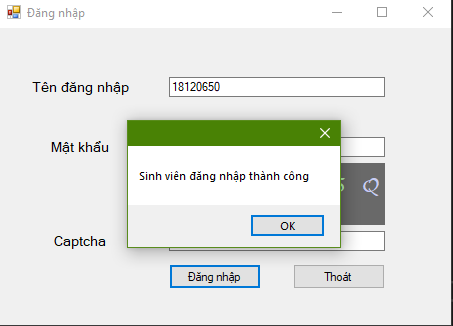 Đăng nhập
Tên đăng nhập
18120650
Mật khẩu
Sinh viên đăng nhập thành công
OK
Q
Captcha
Đăng nhập
Thoát